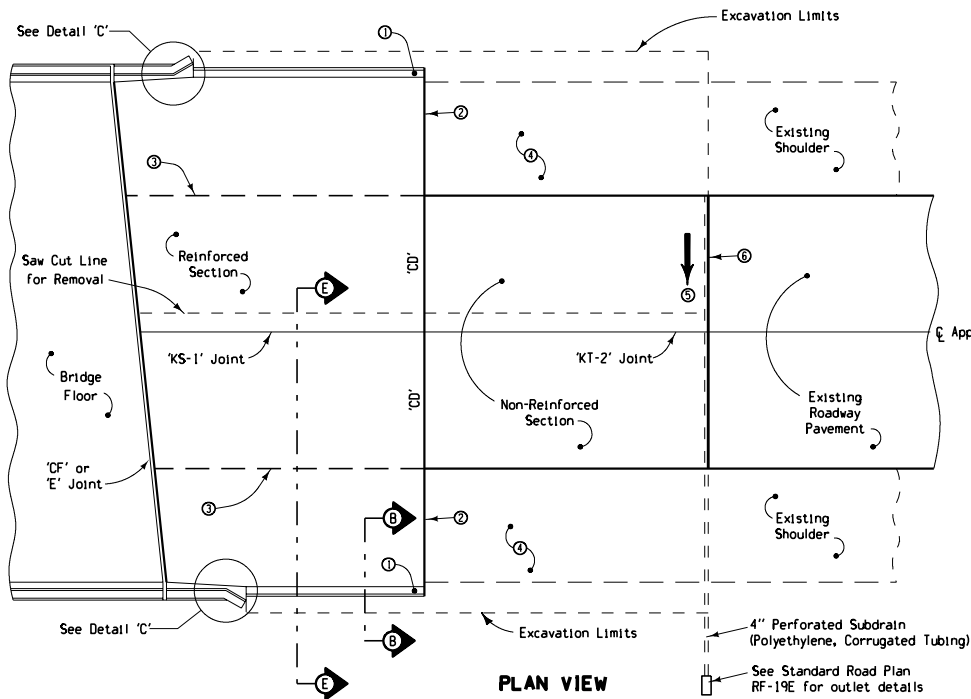 Excavation Limits
See Detail 'C'
1
2
Existing
Shoulder
4
3
Reinforced
Section
'CD'
6
5
Saw Cut Line
for Removal
E
℄ App
'KS-1' Joint
'KT-2' Joint
Bridge
Floor
'CD'
Non-Reinforced
Section
Existing
Roadway
Pavement
'CF' or
'E' Joint
3
B
2
4
Existing
Shoulder
1
See Detail 'C'
Excavation Limits
B
4" Perforated Subdrain
(Polyethylene, Corrugated Tubing)
E
PLAN VIEW
See Standard Road Plan
RF-19E for outlet details